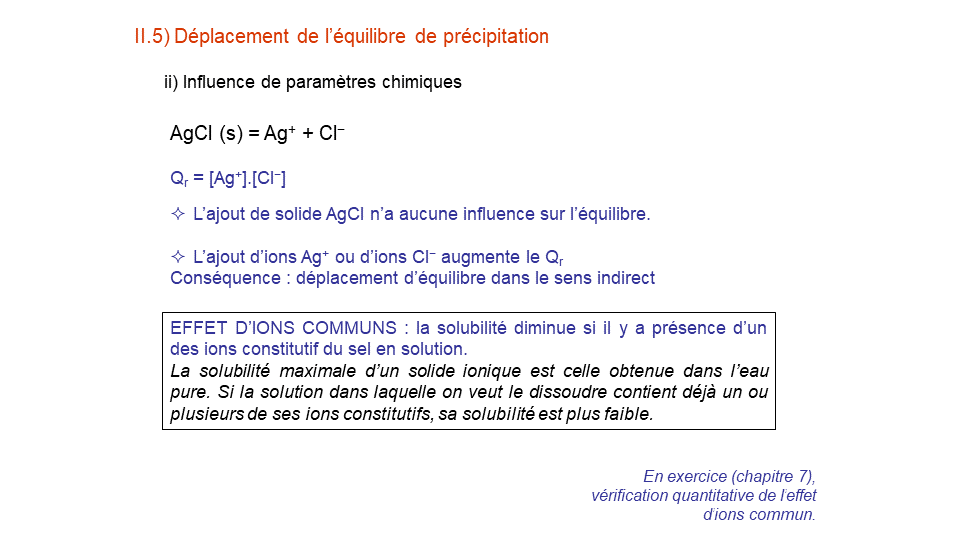 II.5) Déplacement de l’équilibre de précipitation
ii) Influence de paramètres chimiques
AgCl (s) = Ag⁺ + Cl⁻
Qᵣ = [Ag⁺].[Cl⁻]
✧ L’ajout de solide AgCl n’a aucune influence sur l’équilibre.
✧ L’ajout d’ions Ag⁺ ou d’ions Cl⁻ augmente le Qᵣ
Conséquence : déplacement d’équilibre dans le sens indirect
EFFET D’IONS COMMUNS : la solubilité diminue si il y a présence d’un
des ions constitutif du sel en solution.
La solubilité maximale d’un solide ionique est celle obtenue dans l’eau
pure. Si la solution dans laquelle on veut le dissoudre contient déjà un ou
plusieurs de ses ions constitutifs, sa solubilité est plus faible.
En exercice (chapitre 7),
vérification quantitative de l’effet
d’ions commun.